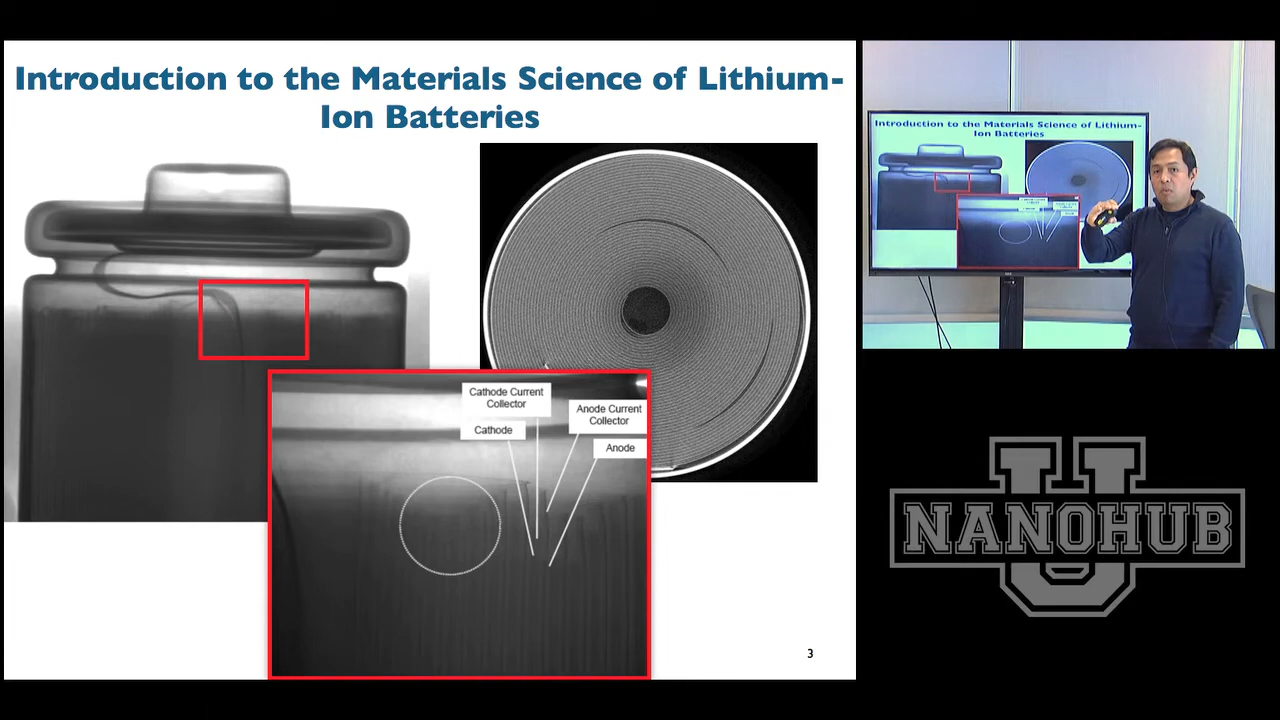 Introduction to the Materials Science of Lithium-
Ion Batteries
Cathode Current
Collector
Anode Current
Collector
Cathode
Anode
3
Introduction to the Materials Science of Lithium-
Ion Batteries
U
NANOHUB